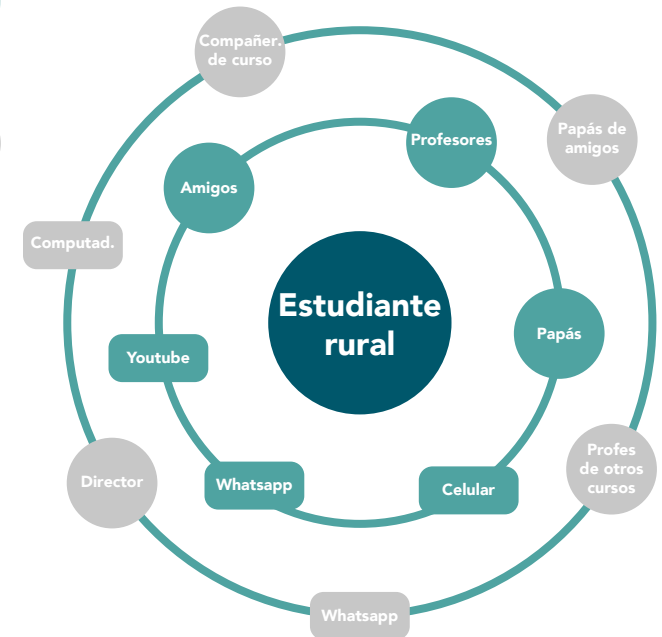 Compañer.
de curso
Profesores
Papás de
amigos
Amigos
Computad.
Estudiante
rural
Papás
Youtube
Profes
de otros
cursos
Director
Whatsapp
Celular
Whatsapp